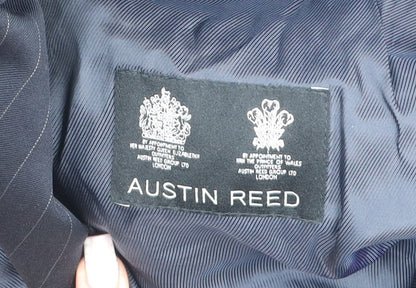 BY APPOINTMENT TO
HER MAJESTY QUEEN ELIZABETH II
OUTFITTERS
AUSTIN REED GROUP LTD
LONDON
BY APPOINTMENT TO
HRH THE PRINCE OF WALES
OUTFITTERS
AUSTIN REED GROUP LTD
LONDON
AUSTIN REED